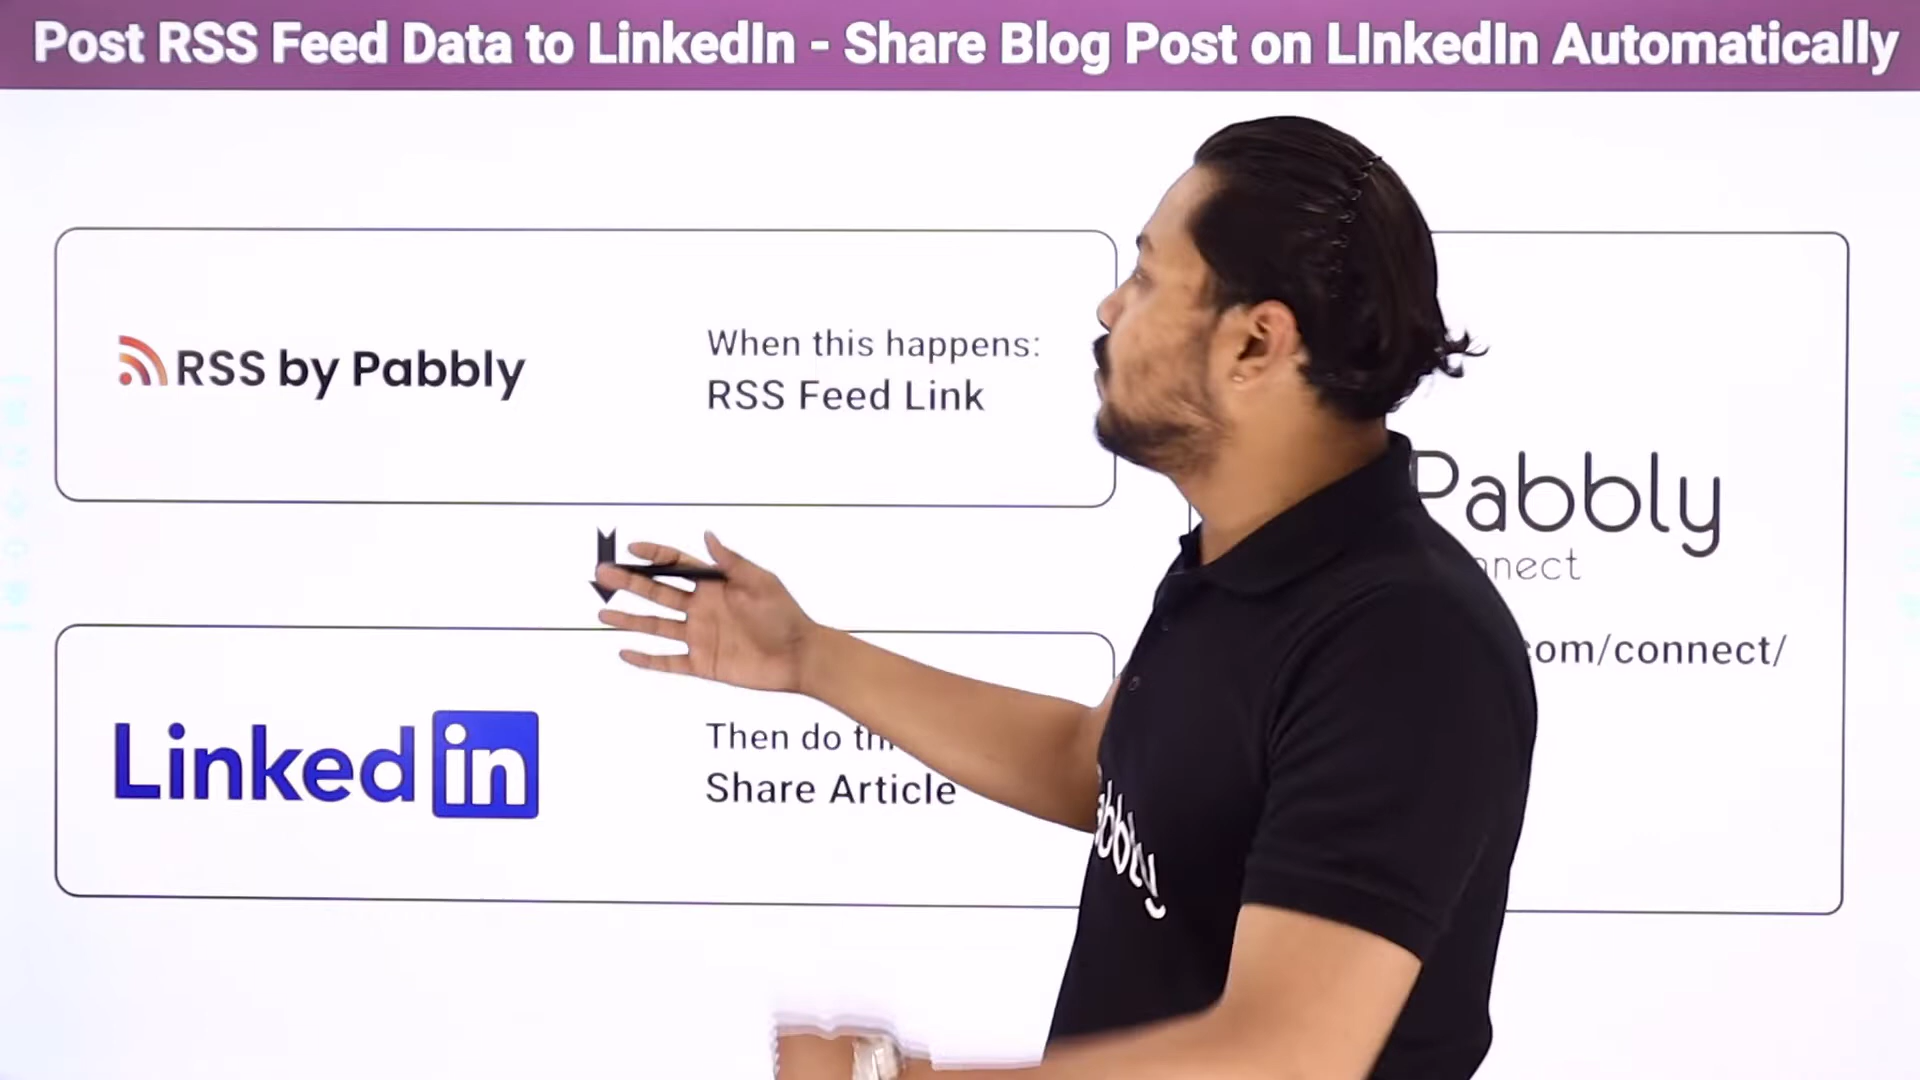 Post RSS Feed Data to LinkedIn - Share Blog Post on LInkedIn Automatically
RSS by Pabbly
When this happens:
RSS Feed Link
Linked in
Then do
Share Article
Pabbly
.com/connect/